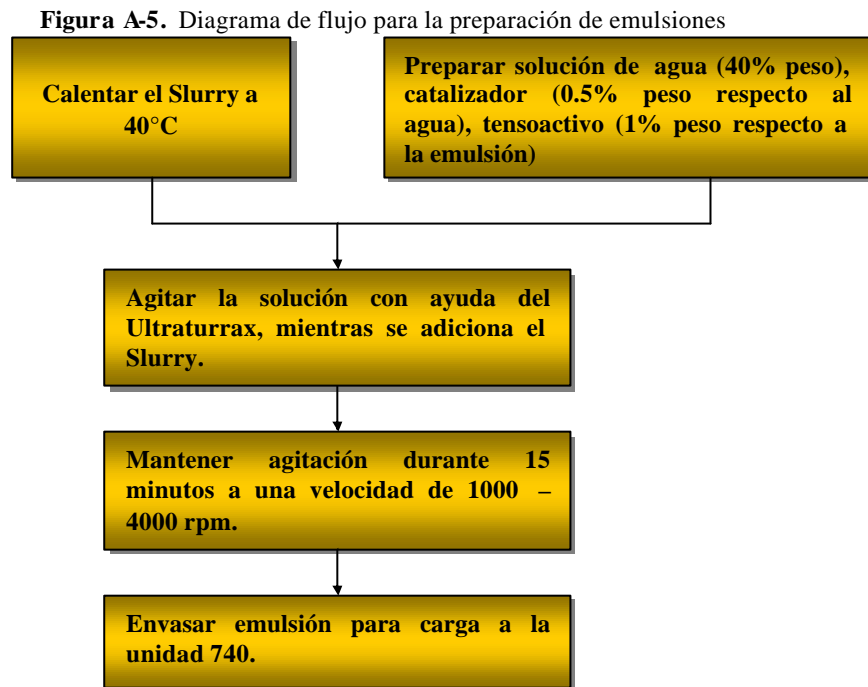 Figura A-5. Diagrama de flujo para la preparación de emulsiones
Calentar el Slurry a
40°C
Preparar solución de agua (40% peso),
catalizador (0.5% peso respecto al
agua), tensoactivo (1% peso respecto a
la emulsión)
Agitar la solución con ayuda del
Ultraturrax, mientras se adiciona el
Slurry.
Mantener agitación durante 15
minutos a una velocidad de 1000 –
4000 rpm.
Envasar emulsión para carga a la
unidad 740.